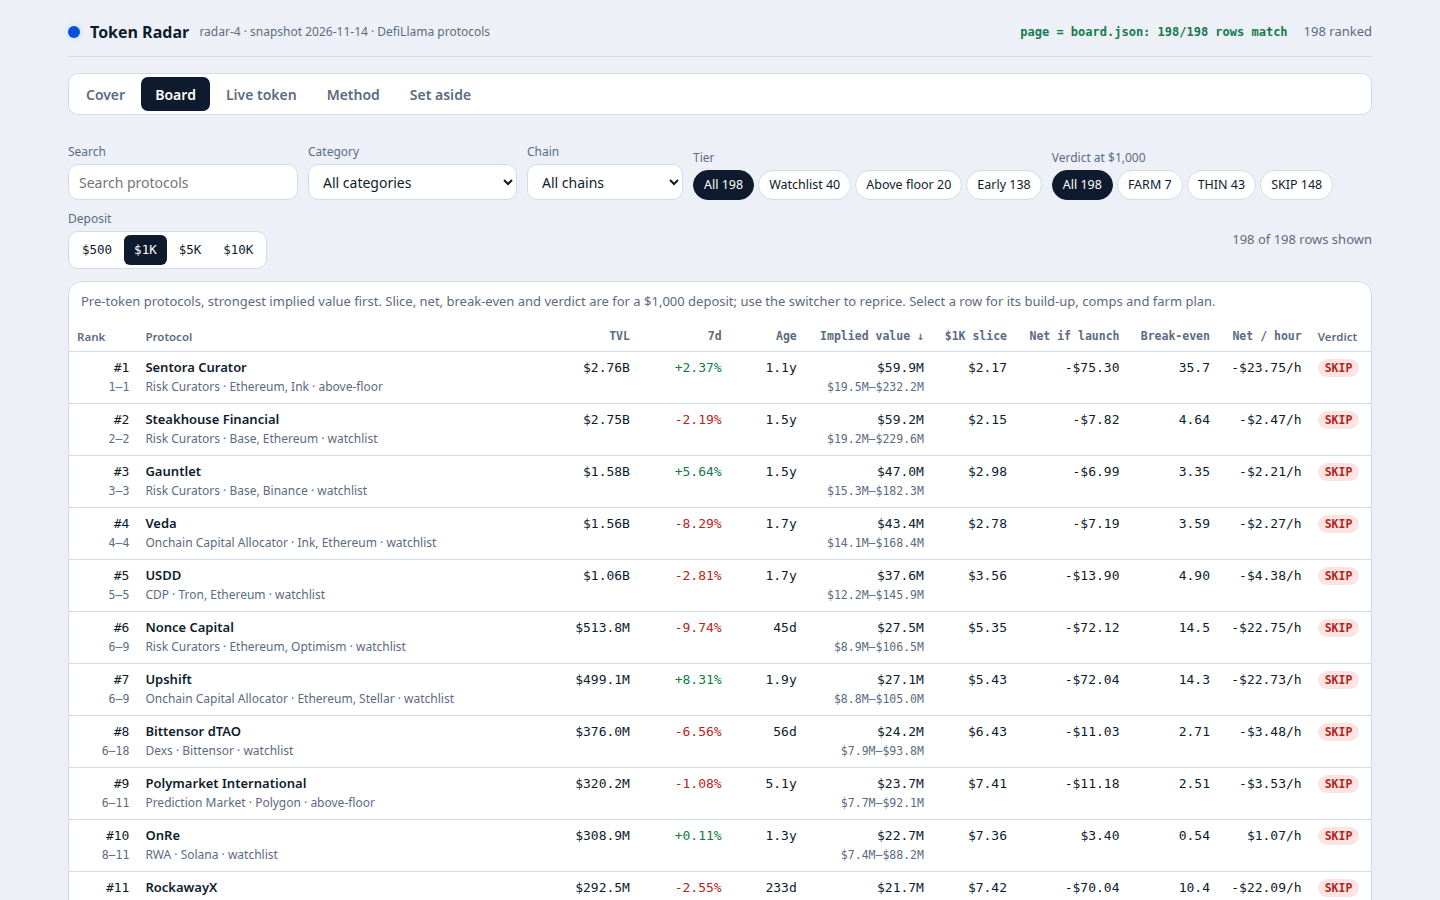 Token Radar radar-4 · snapshot 2026-11-14 · DefiLlama protocols page = board.json: 198/198 rows match 198 ranked
Cover Board Live token Method Set aside
Search Category Chain Tier Verdict at $1,000
Search protocols All categories All chains All 198 Watchlist 40 Above floor 20 Early 138 All 198 FARM 7 THIN 43 SKIP 148
Deposit
$500 $1K $5K $10K 198 of 198 rows shown
Pre-token protocols, strongest implied value first. Slice, net, break-even and verdict are for a $1,000 deposit; use the switcher to reprice. Select a row for its build-up, comps and farm plan.
Rank Protocol TVL 7d Age Implied value ↓ $1K slice Net if launch Break-even Net / hour Verdict
#1 Sentora Curator $2.76B +2.37% 1.1y $59.9M $2.17 -$75.30 35.7 -$23.75/h SKIP
1–1 Risk Curators · Ethereum, Ink · above-floor $19.5M–$232.2M
#2 Steakhouse Financial $2.75B -2.19% 1.5y $59.2M $2.15 -$7.82 4.64 -$2.47/h SKIP
2–2 Risk Curators · Base, Ethereum · watchlist $19.2M–$229.6M
#3 Gauntlet $1.58B +5.64% 1.5y $47.0M $2.98 -$6.99 3.35 -$2.21/h SKIP
3–3 Risk Curators · Base, Binance · watchlist $15.3M–$182.3M
#4 Veda $1.56B -8.29% 1.7y $43.4M $2.78 -$7.19 3.59 -$2.27/h SKIP
4–4 Onchain Capital Allocator · Ink, Ethereum · watchlist $14.1M–$168.4M
#5 USDD $1.06B -2.81% 1.7y $37.6M $3.56 -$13.90 4.90 -$4.38/h SKIP
5–5 CDP · Tron, Ethereum · watchlist $12.2M–$145.9M
#6 Nonce Capital $513.8M -9.74% 45d $27.5M $5.35 -$72.12 14.5 -$22.75/h SKIP
6–9 Risk Curators · Ethereum, Optimism · watchlist $8.9M–$106.5M
#7 Upshift $499.1M +8.31% 1.9y $27.1M $5.43 -$72.04 14.3 -$22.73/h SKIP
6–9 Onchain Capital Allocator · Ethereum, Stellar · watchlist $8.8M–$105.0M
#8 Bittensor dTAO $376.0M -6.56% 56d $24.2M $6.43 -$11.03 2.71 -$3.48/h SKIP
6–18 Dexs · Bittensor · watchlist $7.9M–$93.8M
#9 Polymarket International $320.2M -1.08% 5.1y $23.7M $7.41 -$11.18 2.51 -$3.53/h SKIP
6–11 Prediction Market · Polygon · above-floor $7.7M–$92.1M
#10 OnRe $308.9M +0.11% 1.3y $22.7M $7.36 $3.40 0.54 $1.07/h SKIP
8–11 RWA · Solana · watchlist $7.4M–$88.2M
#11 RockawayX $292.5M -2.55% 233d $21.7M $7.42 -$70.04 10.4 -$22.09/h SKIP